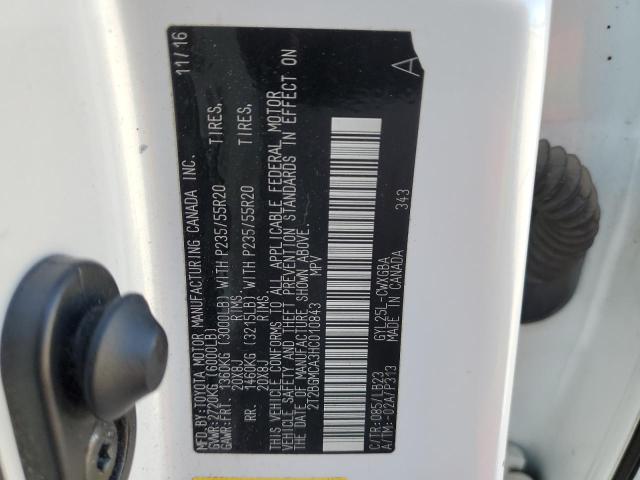 MFD.BY:TOYOTA MOTOR MANUFACTURING CANADA INC. 11/16
GVWR:2720KG(6000LB)
GAWR:FRT. 1361KG (3000LB) WITH P235/55R20 TIRES,
20X8J RIMS
RR. 1460KG (3215LB) WITH P235/55R20 TIRES,
20X8J RIMS
THIS VEHICLE CONFORMS TO ALL APPLICABLE FEDERAL MOTOR
VEHICLE SAFETY AND THEFT PREVENTION STANDARDS IN EFFECT ON
THE DATE OF MANUFACTURE SHOWN ABOVE.
2T2BGMCA3HC010843 MPV
A
C/TR:085/LB23 GYL25L-CWXGBA 343
A/TM:-02A/P313 MADE IN CANADA